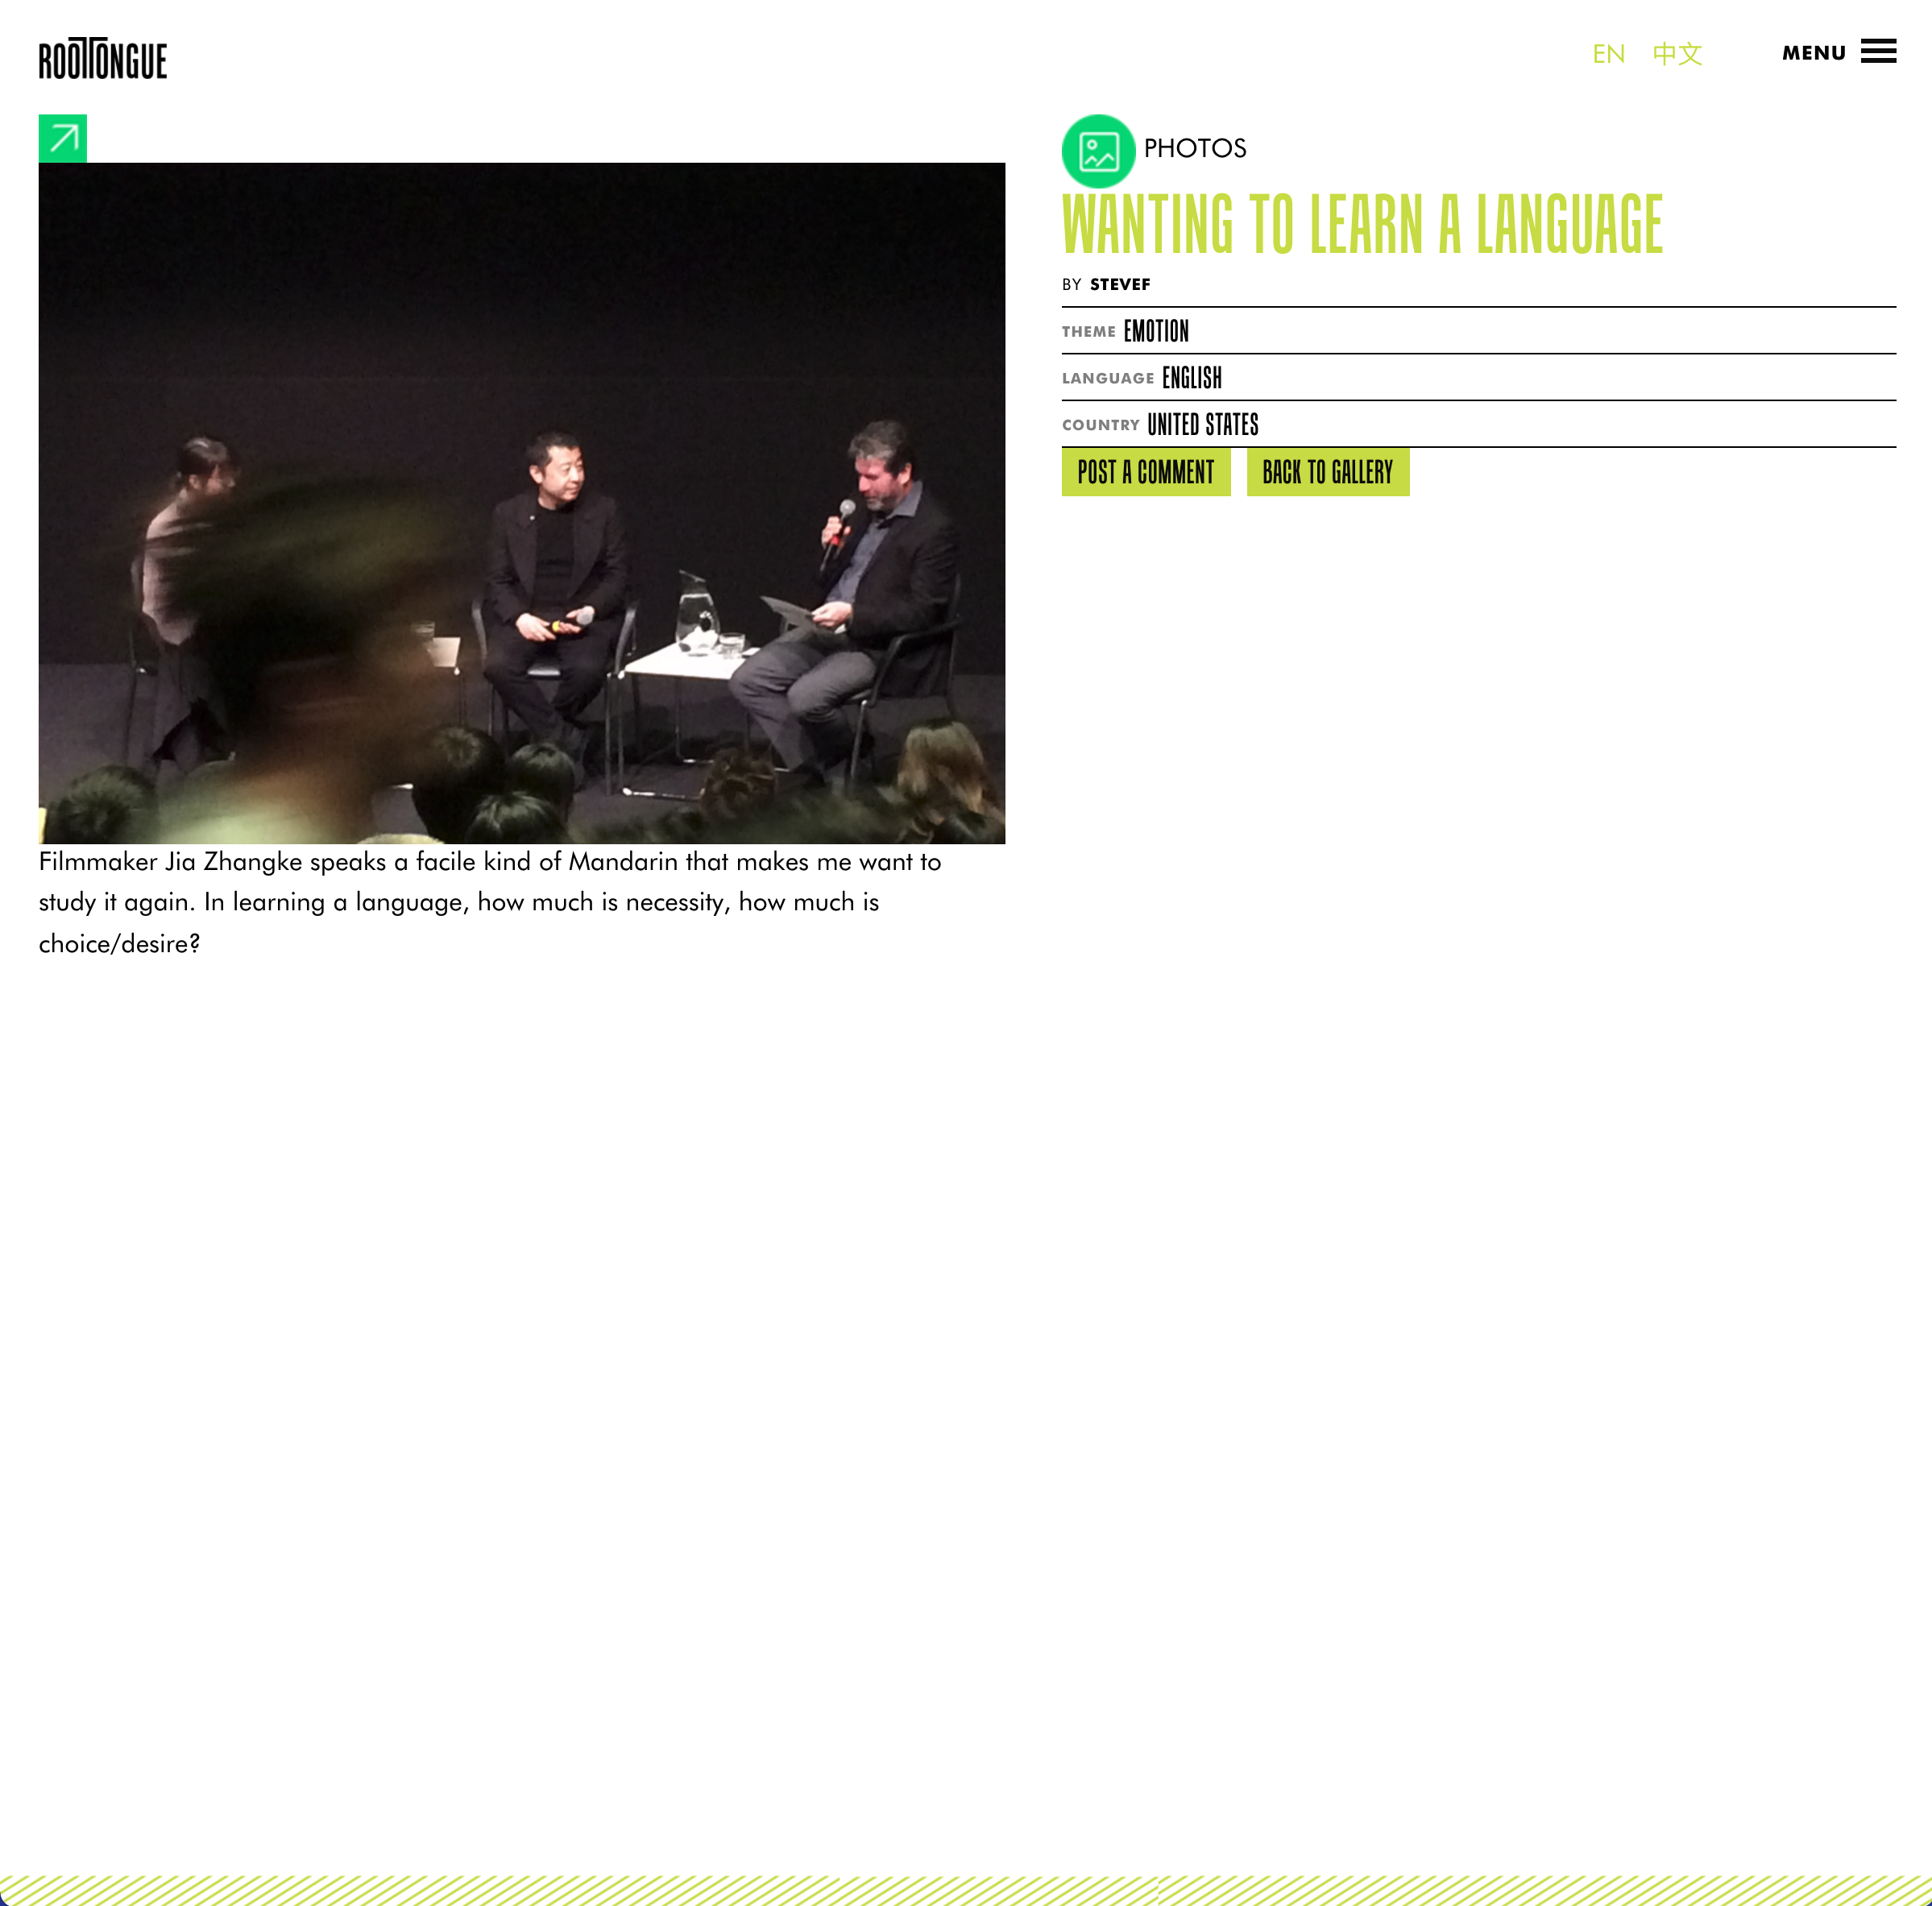 ROOTTONGUE
EN 中文 MENU
PHOTOS
WANTING TO LEARN A LANGUAGE
BY STEVEF
THEME EMOTION
LANGUAGE ENGLISH
COUNTRY UNITED STATES
POST A COMMENT BACK TO GALLERY
Filmmaker Jia Zhangke speaks a facile kind of Mandarin that makes me want to
study it again. In learning a language, how much is necessity, how much is
choice/desire?